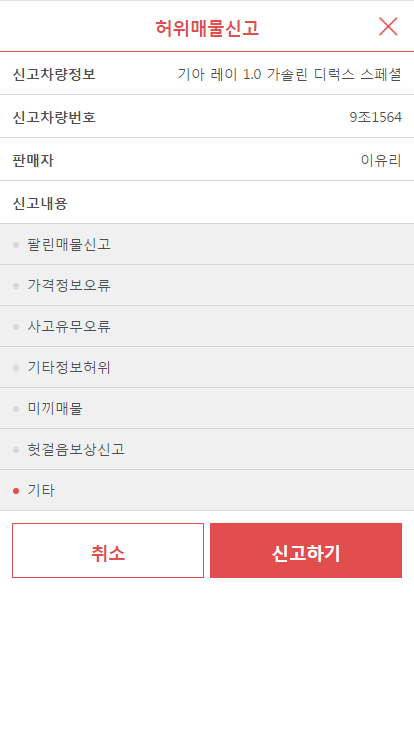 허위매물신고
신고차량정보 기아 레이 1.0 가솔린 디럭스 스페셜
신고차량번호 9조1564
판매자 이유리
신고내용
팔린매물신고
가격정보오류
사고유무오류
기타정보허위
미끼매물
헛걸음보상신고
기타
취소 신고하기